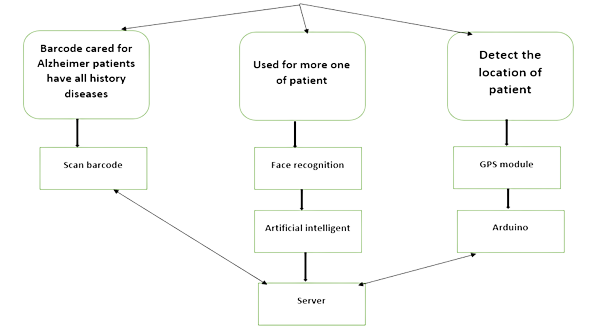 Barcode cared for
Alzheimer patients
have all history
diseases
Used for more one
of patient
Detect the
location of
patient
Scan barcode
Face recognition
GPS module
Artificial intelligent
Arduino
Server